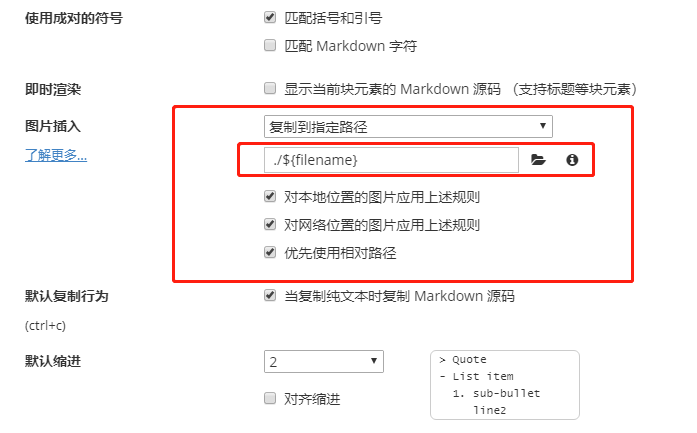 使用成对的符号 匹配括号和引号
匹配 Markdown 字符
即时渲染 显示当前块元素的 Markdown 源码 （支持标题等块元素）
图片插入 复制到指定路径
了解更多... ./${filename}
对本地位置的图片应用上述规则
对网络位置的图片应用上述规则
优先使用相对路径
默认复制行为 当复制纯文本时复制 Markdown 源码
(ctrl+c)
默认缩进 2
对齐缩进
> Quote
- List item
1. sub-bullet
line2